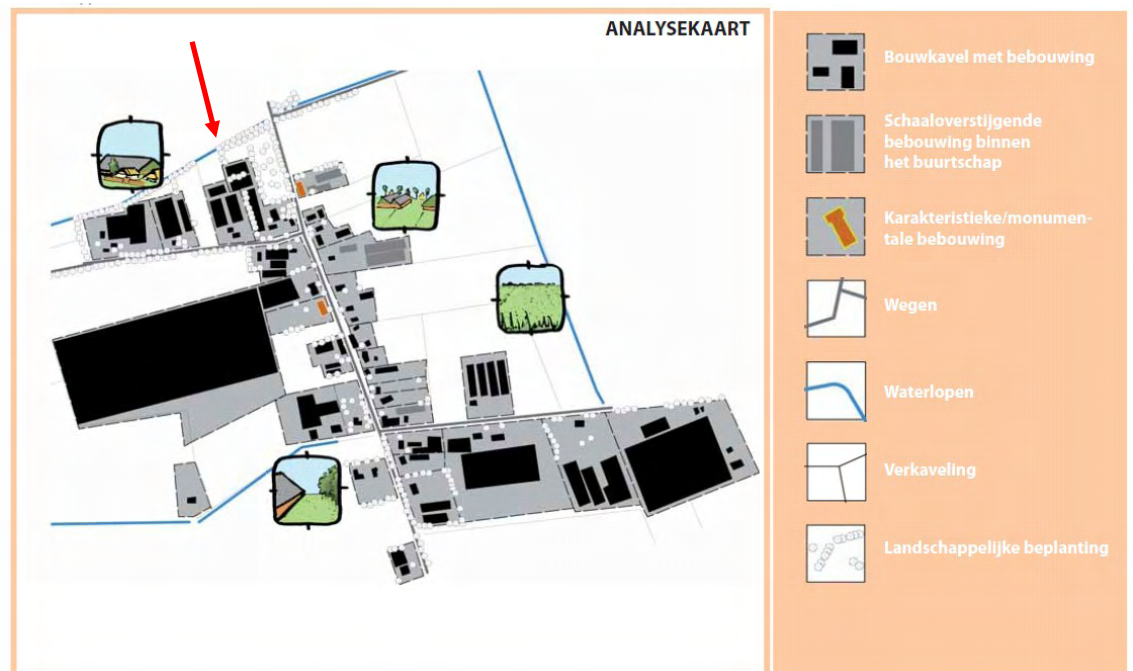 ANALYSEKAART
Bouwkavel met bebouwing
Schaaloverstijgende
bebouwing binnen
het buurtschap
Karakteristieke/monumen-
tale bebouwing
Wegen
Waterlopen
Verkaveling
Landschappelijke beplanting